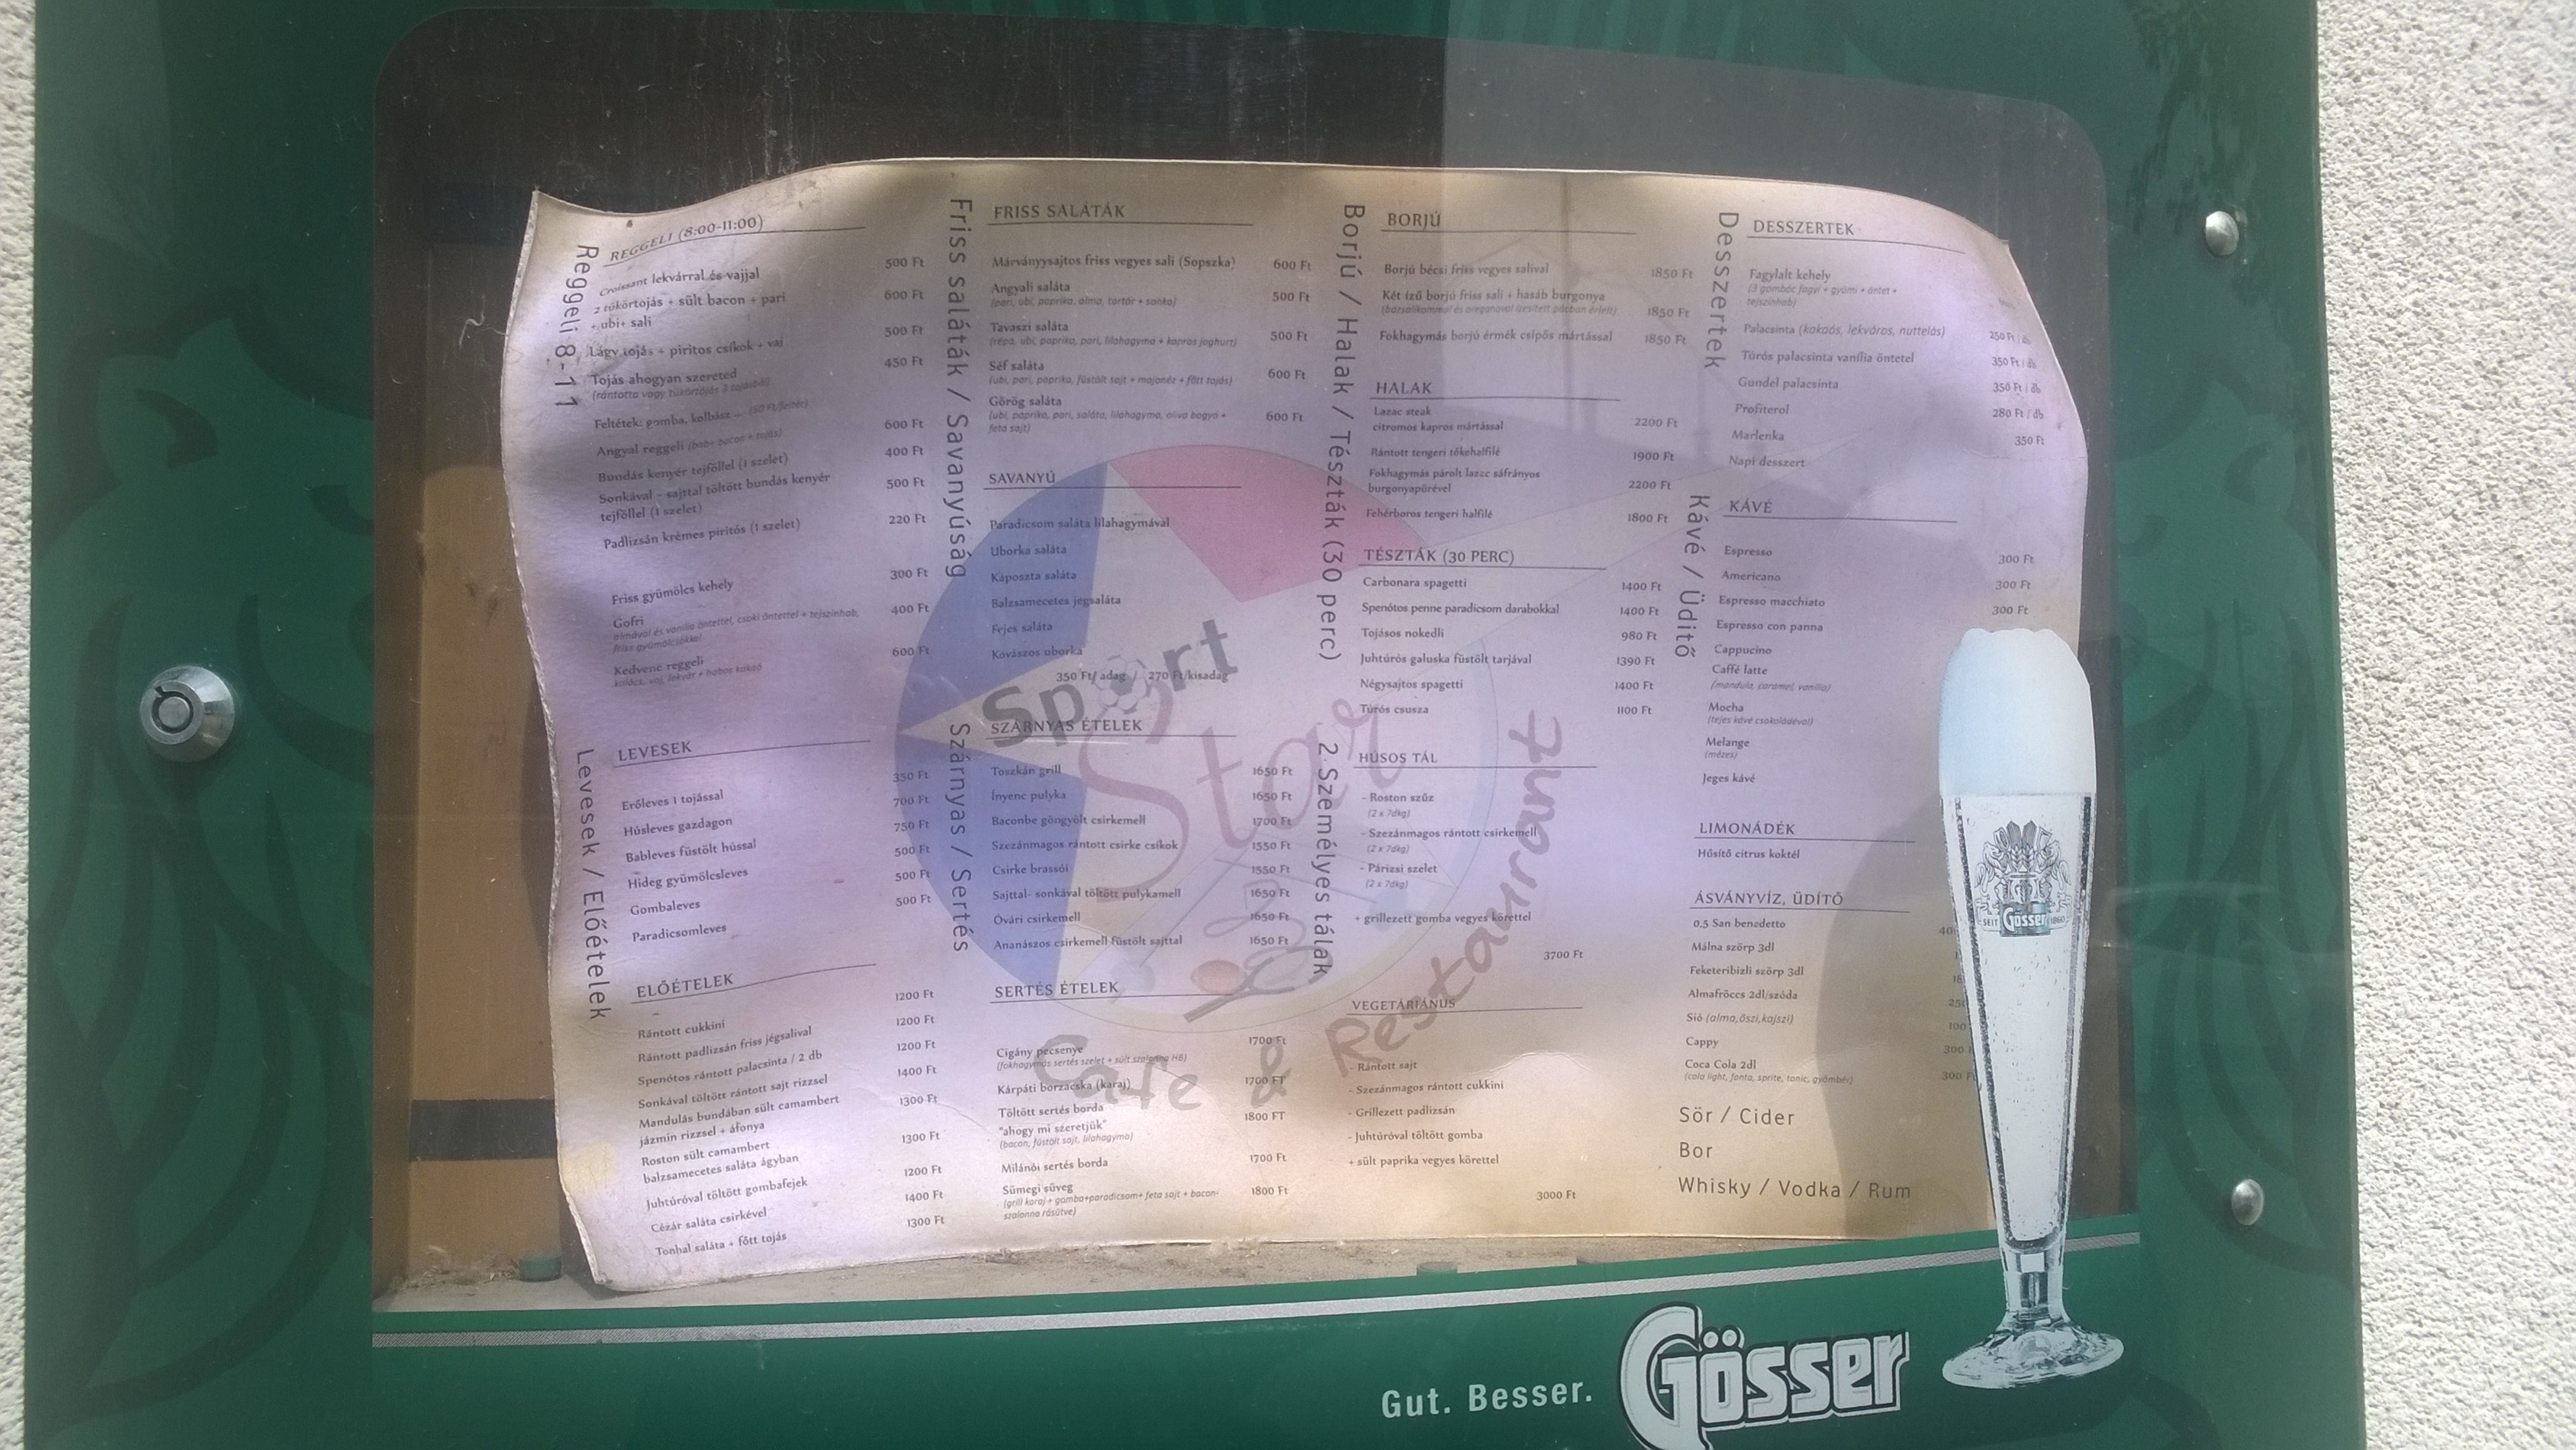 Reggeli 8-11
REGGELI (8:00-11:00)
Croissant lekvárral és vajjal 500 Ft
2 tükörtojás + sült bacon + pari 600 Ft
+ ubi+ sali
Lágy tojás + piritos csíkok + vaj 500 Ft
Tojás ahogyan szereted 450 Ft
(rántotta vagy tükörtojás 3 tojásból)
Feltétek: gomba, kolbász ... (50 Ft/feltét)
Angyal reggeli (bab+ bacon + tojás) 600 Ft
Bundás kenyér tejföllel (1 szelet) 400 Ft
Sonkával - sajttal töltött bundás kenyér 500 Ft
tejföllel (1 szelet)
Padlizsán krémes piritós (1 szelet) 220 Ft
Friss gyümölcs kehely 300 Ft
Gofri 400 Ft
almával és vanília öntettel, csoki öntettel + tejszínhab,
friss gyümölcsökkel
Kedvenc reggeli 600 Ft
kalács, vaj, lekvár + habos kakaó
Levesek / Előételek
LEVESEK
Erőleves 1 tojással 350 Ft
Húsleves gazdagon 700 Ft
Bableves füstölt hússal 750 Ft
Hideg gyümölcsleves 500 Ft
Gombaleves 500 Ft
Paradicsomleves 500 Ft
ELŐÉTELEK
Rántott cukkini 1200 Ft
Rántott padlizsán friss jégsalival 1200 Ft
Spenótos rántott palacsinta / 2 db 1200 Ft
Sonkával töltött rántott sajt rizzsel 1400 Ft
Mandulás bundában sült camambert 1300 Ft
jázmin rizzsel + áfonya
Roston sült camambert 1300 Ft
balzsamecetes saláta ágyban
Juhtúróval töltött gombafejek 1200 Ft
Cézár saláta csirkével 1400 Ft
Tonhal saláta + főtt tojás 1300 Ft
Friss saláták / Savanyúság
FRISS SALÁTÁK
Márványsajtos friss vegyes sali (Sopszka) 600 Ft
Angyali saláta 500 Ft
(pari, ubi, paprika, alma, tartár + sonka)
Tavaszi saláta 500 Ft
(répa, ubi, paprika, pari, lilahagyma + kapros joghurt)
Séf saláta 600 Ft
(ubi, pari, paprika, füstölt sajt + majonéz + főtt tojás)
Görög saláta 600 Ft
(ubi, paprika, pari, saláta, lilahagyma, oliva bogyó +
feta sajt)
SAVANYÚ
Paradicsom saláta lilahagymával
Uborka saláta
Káposzta saláta
Balzsamecetes jégsaláta
Fejes saláta
Kovászos uborka
350 Ft/ adag / 270 Ft/kisadag
Szárnyas / Sertés
SZÁRNYAS ÉTELEK
Toszkán grill 1650 Ft
Ínyenc pulyka 1650 Ft
Baconbe göngyölt csirkemell 1700 Ft
Szezánmagos rántott csirke csíkok 1550 Ft
Csirke brassói 1550 Ft
Sajttal- sonkával töltött pulykamell 1650 Ft
Óvári csirkemell 1650 Ft
Ananászos csirkemell füstölt sajttal 1650 Ft
SERTÉS ÉTELEK
Cigány pecsenye 1700 Ft
(fokhagymás sertés szelet + sült szalonna HB)
Kárpáti borzacska (karaj) 1700 FT
Töltött sertés borda 1800 FT
"ahogy mi szeretjük"
(bacon, füstölt sajt, lilahagyma)
Milánói sertés borda 1700 Ft
Sümegi süveg 1800 Ft
(grill karaj + gomba+paradicsom+ feta sajt + bacon-
szalonna rásütve)
Borjú / Halak / Tészták (30 perc)
BORJÚ
Borjú bécsi friss vegyes salival 1850 Ft
Két ízű borjú friss sali + hasáb burgonya 1850 Ft
(bazsalikommal és oregánóval ízesített pácban érlelt)
Fokhagymás borjú érmék csípős mártással 1850 Ft
HALAK
Lazac steak
citromos kapros mártással 2200 Ft
Rántott tengeri tőkehalfilé 1900 Ft
Fokhagymás párolt lazac sáfrányos
burgonyapürével 2200 Ft
Fehérboros tengeri halfilé 1800 Ft
TÉSZTÁK (30 PERC)
Carbonara spagetti 1400 Ft
Spenótos penne paradicsom darabokkal 1400 Ft
Tojásos nokedli 980 Ft
Juhtúrós galuska füstölt tarjával 1390 Ft
Négysajtos spagetti 1400 Ft
Túrós csusza 1100 Ft
2 Személyes tálak
HÚSOS TÁL
- Roston szűz
(2 x 7dkg)
- Szezánmagos rántott csirkemell
(2 x 7dkg)
- Párizsi szelet
(2 x 7dkg)
+ grillezett gomba vegyes körettel
3700 Ft
VEGETÁRIÁNUS
- Rántott sajt
- Szezánmagos rántott cukkini
- Grillezett padlizsán
- Juhtúróval töltött gomba
+ sült paprika vegyes körettel
3000 Ft
Desszertek
DESSZERTEK
Fagylalt kehely
(3 gombóc fagyi + gyümi + öntet +
tejszínhab)
Palacsinta (kakaós, lekváros, nuttelás) 250 Ft / db
Túrós palacsinta vanília öntetel 350 Ft / db
Gundel palacsinta 350 Ft / db
Profiterol 280 Ft / db
Marlenka 350 Ft
Napi desszert
Kávé / Üdítő
KÁVÉ
Espresso 300 Ft
Americano 300 Ft
Espresso macchiato 300 Ft
Espresso con panna
Cappucino
Caffé latte
(mandula, caramel, vanília)
Mocha
(tejes kávé csokoládéval)
Melange
(mézes)
Jeges kávé
LIMONÁDÉK
Hűsítő citrus koktél
ÁSVÁNYVÍZ, ÜDÍTŐ
0,5 San benedetto
Málna szörp 3dl
Feketeribizli szörp 3dl
Almafröccs 2dl/szóda
Sió (alma, őszi, kajszi)
Cappy
Coca Cola 2dl
(cola light, fanta, sprite, tonic, gyömbér)
Sör / Cider
Bor
Whisky / Vodka / Rum
Sport
Star
Cafe & Restaurant
SEIT Gösser 1860
Gut. Besser. Gösser